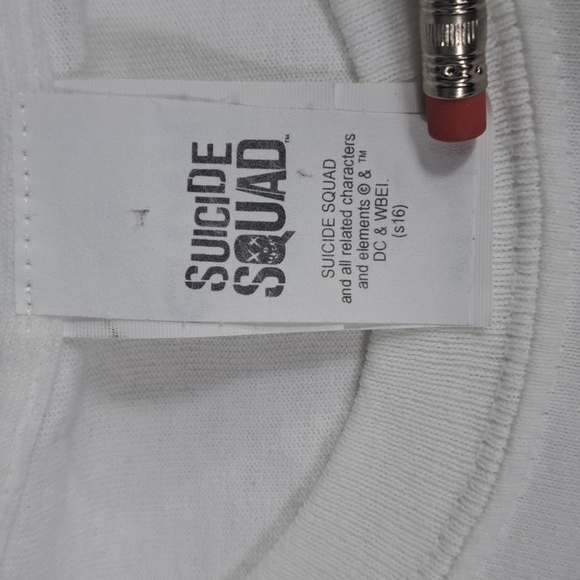 SUICIDE
SQUAD™
SUICIDE SQUAD
and all related characters
and elements © & ™
DC & WBEI.
(s16)